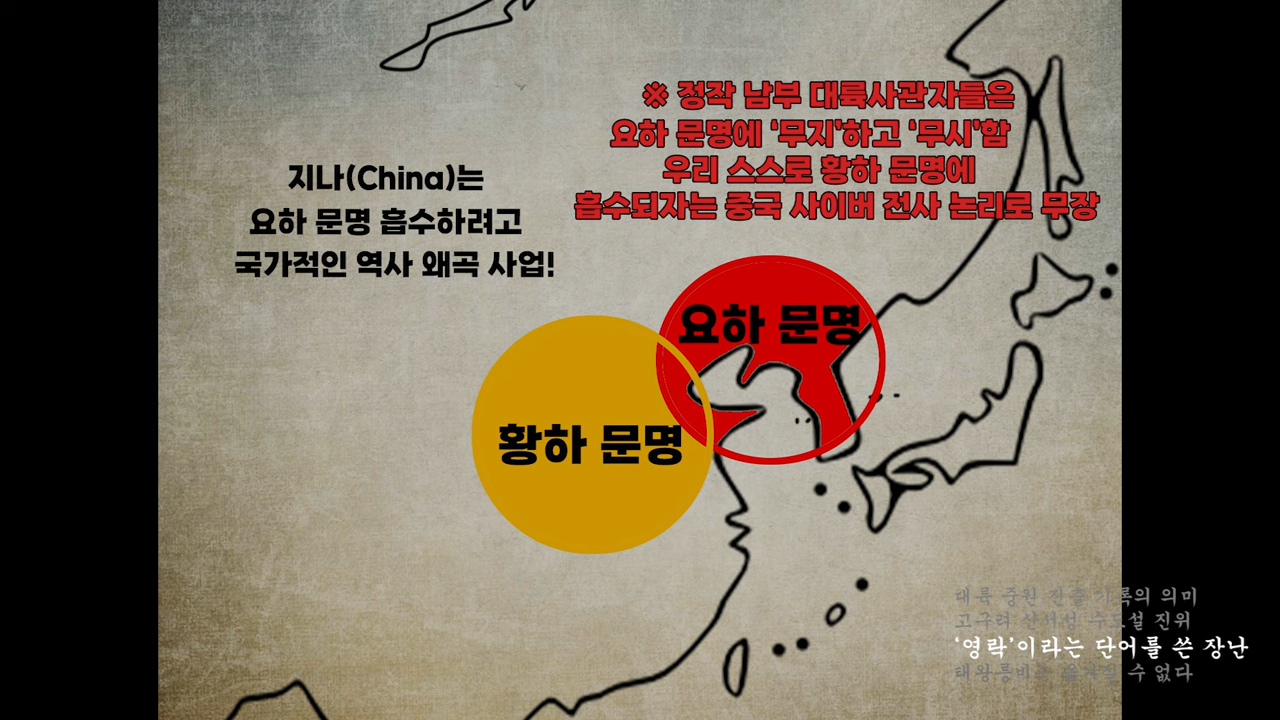 ※ 정작 남부 대륙사관자들은
요하 문명에 '무지'하고 '무시'함
우리 스스로 황하 문명에
흡수되자는 중국 사이버 전사 논리로 무장
지나(China)는
요하 문명 흡수하려고
국가적인 역사 왜곡 사업!
요하 문명
황하 문명
대륙 중원 진출 기록의 의미
고구려 산서성 수도설 진위
'영락'이라는 단어를 쓴 장난
태왕릉비는 수 없다